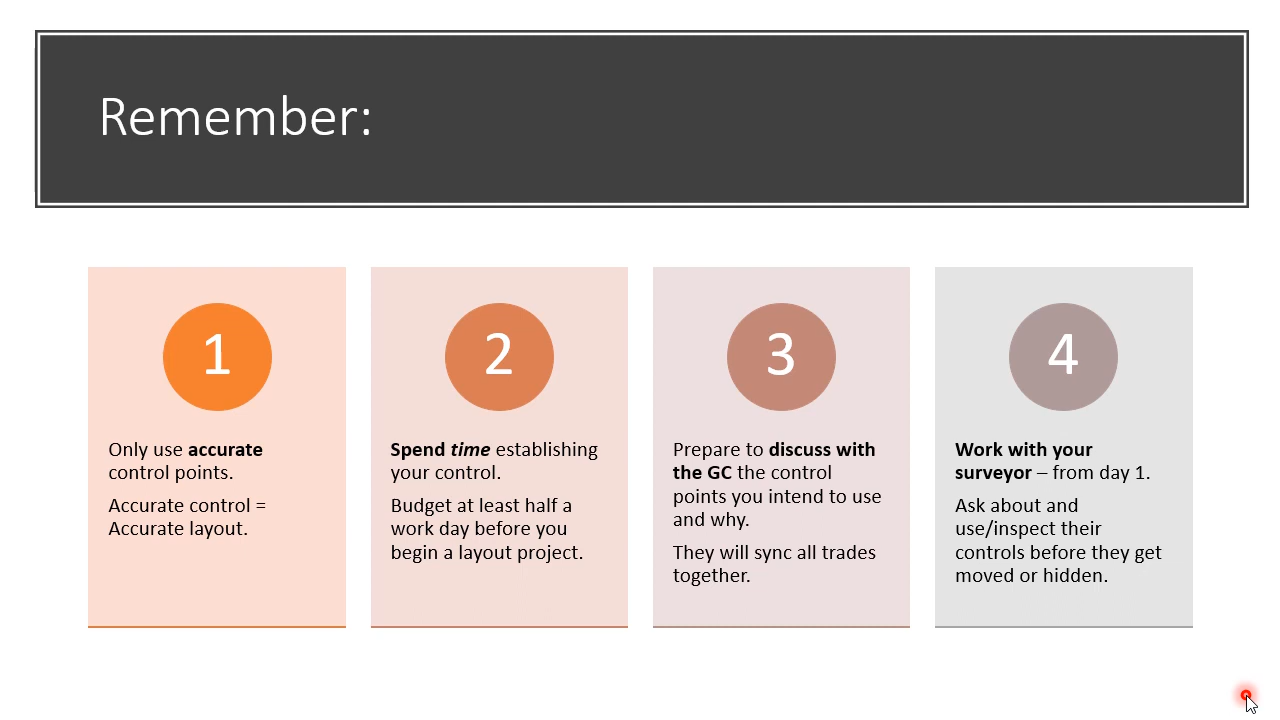 Remember:
1
Only use accurate
control points.
Accurate control =
Accurate layout.
2
Spend time establishing
your control.
Budget at least half a
work day before you
begin a layout project.
3
Prepare to discuss with
the GC the control
points you intend to use
and why.
They will sync all trades
together.
4
Work with your
surveyor – from day 1.
Ask about and
use/inspect their
controls before they get
moved or hidden.